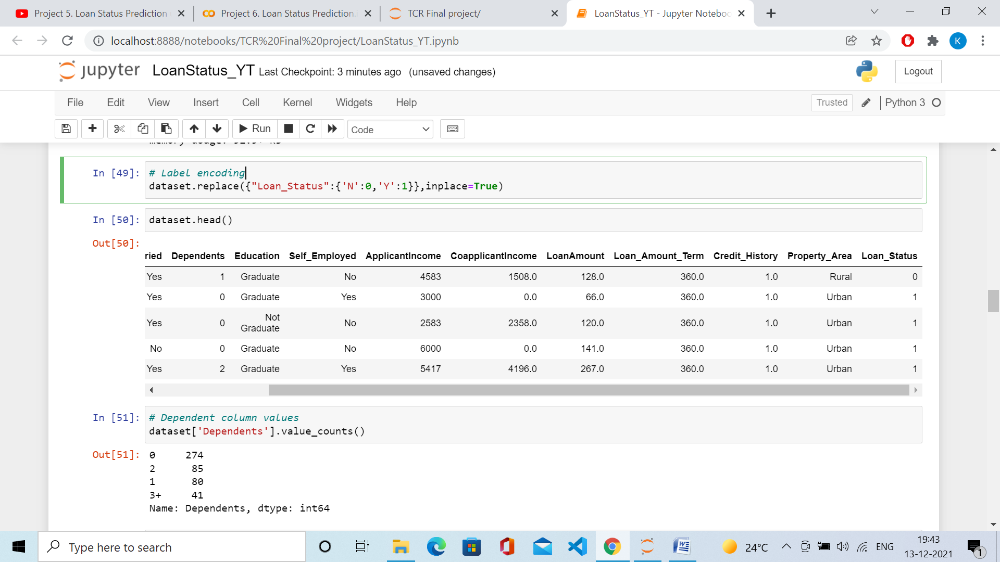 Project 5. Loan Status Prediction
Project 6. Loan Status Prediction.
TCR Final project/
LoanStatus_YT - Jupyter Noteboo
localhost:8888/notebooks/TCR%20Final%20project/LoanStatus_YT.ipynb
K
jupyter LoanStatus_YT Last Checkpoint: 3 minutes ago (unsaved changes)
Logout
File Edit View Insert Cell Kernel Widgets Help
Trusted Python 3
Run Code
In [49]: # Label encoding
dataset.replace({"Loan_Status":{'N':0,'Y':1}},inplace=True)
In [50]: dataset.head()
Out[50]:
ried Dependents Education Self_Employed ApplicantIncome CoapplicantIncome LoanAmount Loan_Amount_Term Credit_History Property_Area Loan_Status
Yes 1 Graduate No 4583 1508.0 128.0 360.0 1.0 Rural 0
Yes 0 Graduate Yes 3000 0.0 66.0 360.0 1.0 Urban 1
Yes 0 Not Graduate No 2583 2358.0 120.0 360.0 1.0 Urban 1
No 0 Graduate No 6000 0.0 141.0 360.0 1.0 Urban 1
Yes 2 Graduate Yes 5417 4196.0 267.0 360.0 1.0 Urban 1
In [51]: # Dependent column values
dataset['Dependents'].value_counts()
Out[51]: 0 274
2 85
1 80
3+ 41
Name: Dependents, dtype: int64
Type here to search
24°C
ENG
19:43
13-12-2021
1